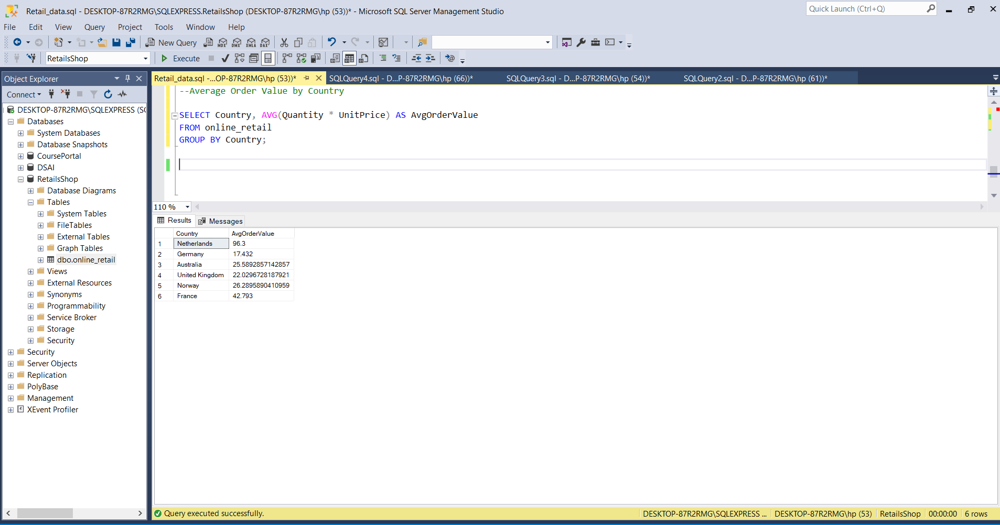 Retail_data.sql - DESKTOP-87R2RMG\SQLEXPRESS.RetailsShop (DESKTOP-87R2RMG\hp (53))* - Microsoft SQL Server Management Studio
Quick Launch (Ctrl+Q)
File Edit View Query Project Tools Window Help
New Query
MDX DMX XMLA DAX
RetailsShop
Execute
Object Explorer
Connect
DESKTOP-87R2RMG\SQLEXPRESS (SQ
Databases
System Databases
Database Snapshots
CoursePortal
DSAI
RetailsShop
Database Diagrams
Tables
System Tables
FileTables
External Tables
Graph Tables
dbo.online_retail
Views
External Resources
Synonyms
Programmability
Service Broker
Storage
Security
Security
Server Objects
Replication
PolyBase
Management
XEvent Profiler
Retail_data.sql -...OP-87R2RMG\hp (53))*
SQLQuery4.sql - D...P-87R2RMG\hp (66))*
SQLQuery3.sql - D...P-87R2RMG\hp (54))*
SQLQuery2.sql - D...P-87R2RMG\hp (61))*
--Average Order Value by Country
SELECT Country, AVG(Quantity * UnitPrice) AS AvgOrderValue
FROM online_retail
GROUP BY Country;
110 %
Results Messages
Country AvgOrderValue
1 Netherlands 96.3
2 Germany 17.432
3 Australia 25.5892857142857
4 United Kingdom 22.0296728187921
5 Norway 26.2895890410959
6 France 42.793
Query executed successfully.
DESKTOP-87R2RMG\SQLEXPRESS ... DESKTOP-87R2RMG\hp (53) RetailsShop 00:00:00 6 rows